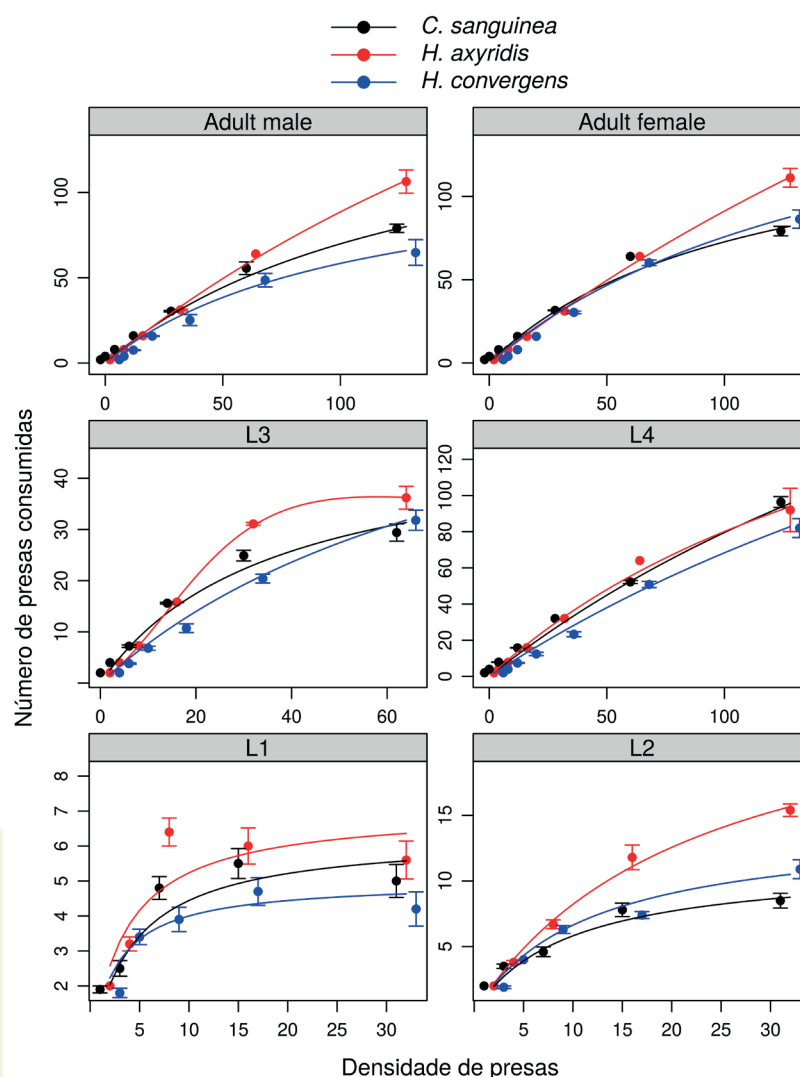 C. sanguinea
H. axyridis
H. convergens
Adult male
Adult female
100
50
0
0 50 100
100
50
0
0 50 100
L3
L4
40
30
20
10
0 20 40 60
120
100
80
60
40
20
0
0 50 100
L1
L2
8
7
6
5
4
3
2
5 10 15 20 25 30
15
10
5
5 10 15 20 25 30
Número de presas consumidas
Densidade de presas